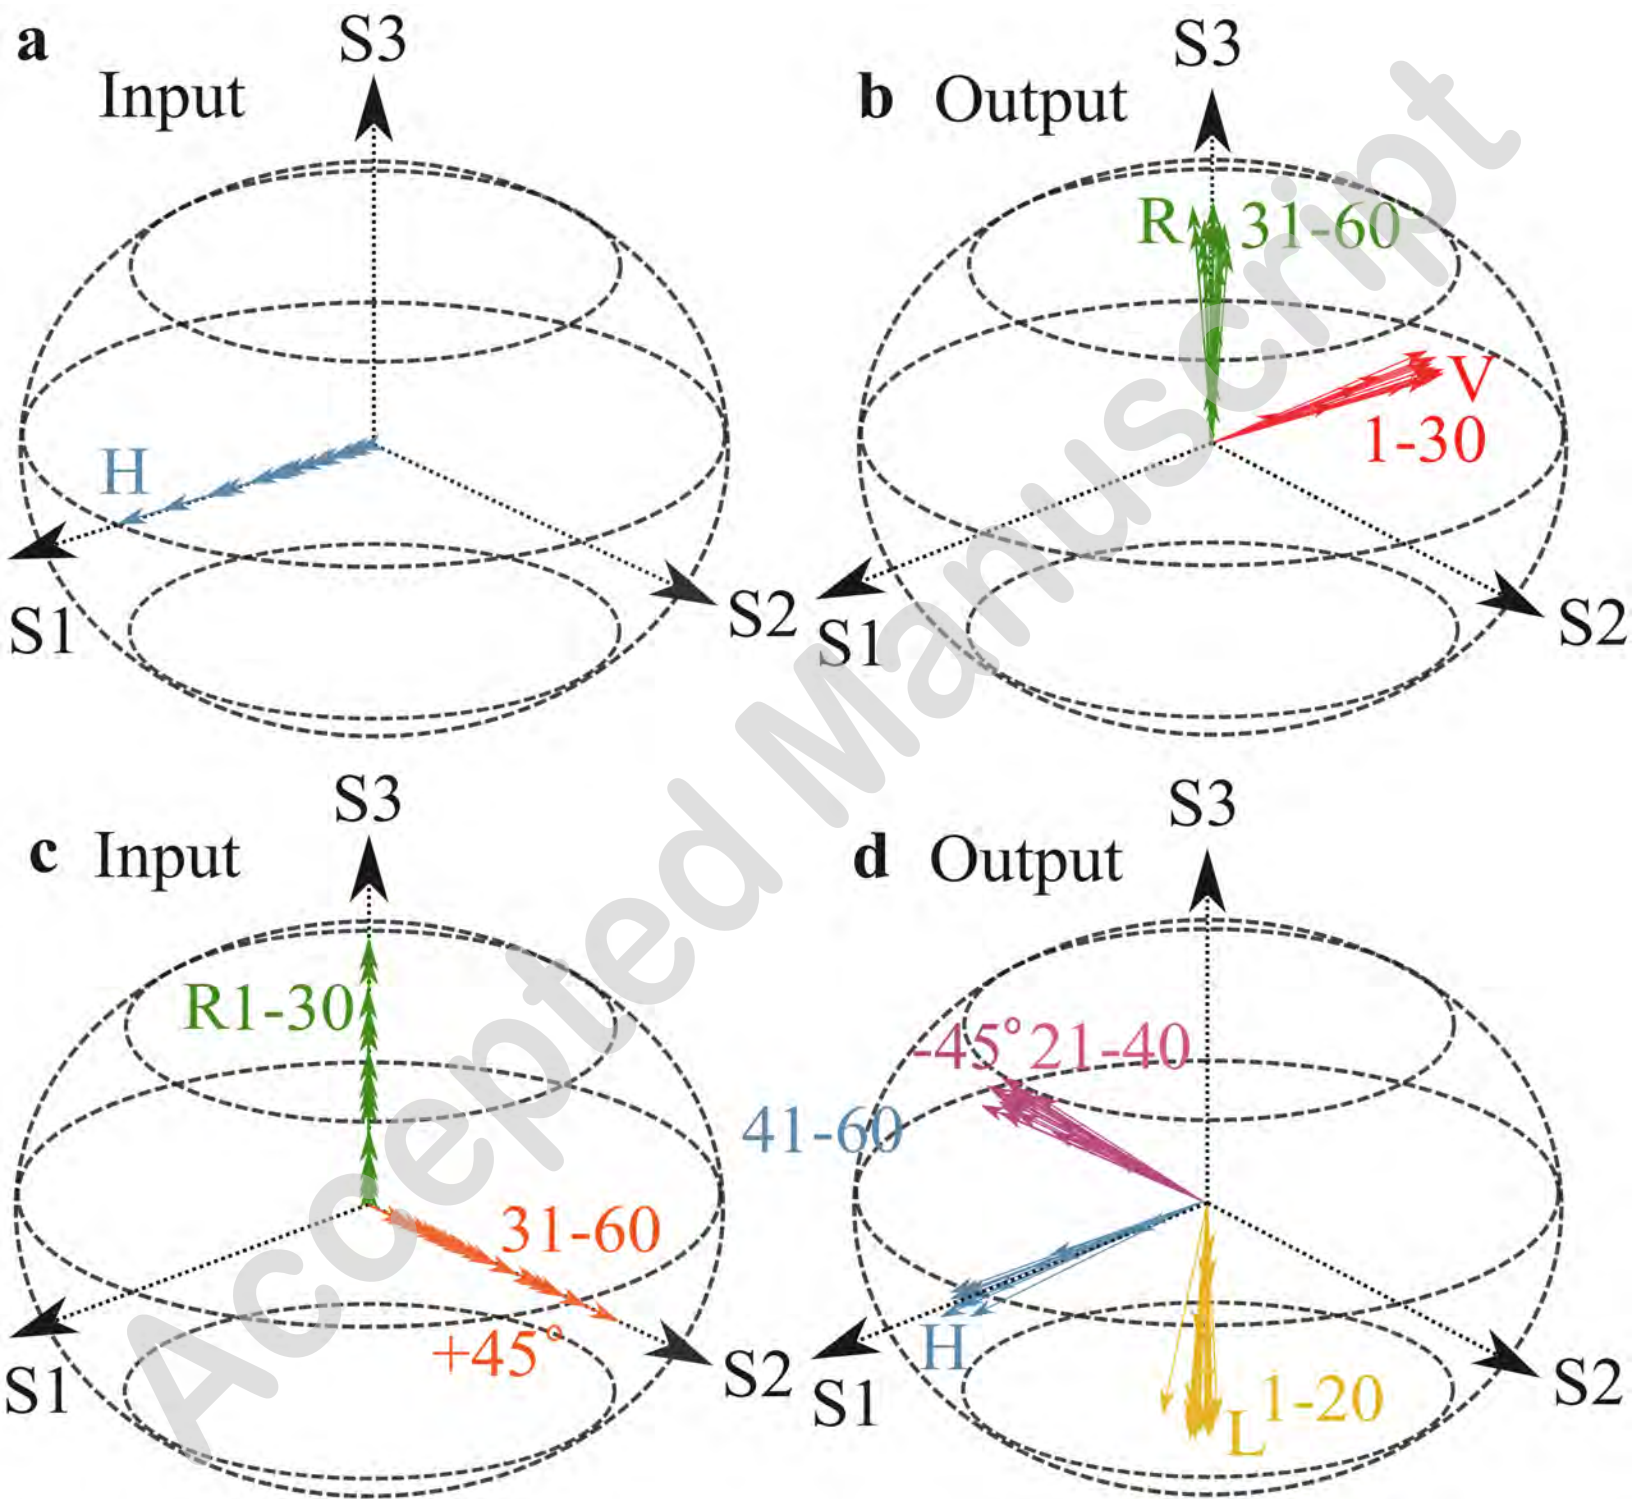 a
Input
S3
H
S1
S2
b Output
S3
R 31-60
V
1-30
S1
S2
c Input
S3
R1-30
31-60
+45°
S1
S2
d Output
S3
-45°21-40
41-60
H
L 1-20
S1
S2
Accepted Manuscript